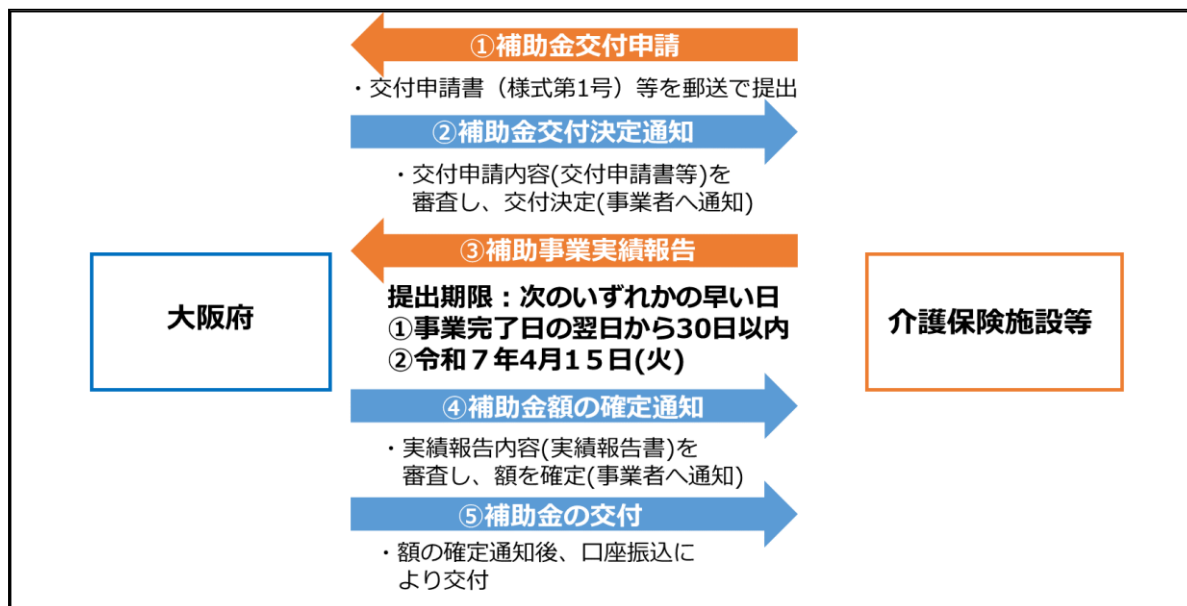 ①補助金交付申請
・交付申請書（様式第1号）等を郵送で提出
②補助金交付決定通知
・交付申請内容(交付申請書等)を
審査し、交付決定(事業者へ通知)
③補助事業実績報告
提出期限：次のいずれかの早い日
①事業完了日の翌日から30日以内
②令和７年4月１５日(火)
大阪府
介護保険施設等
④補助金額の確定通知
・実績報告内容(実績報告書)を
審査し、額を確定(事業者へ通知)
⑤補助金の交付
・額の確定通知後、口座振込に
より交付